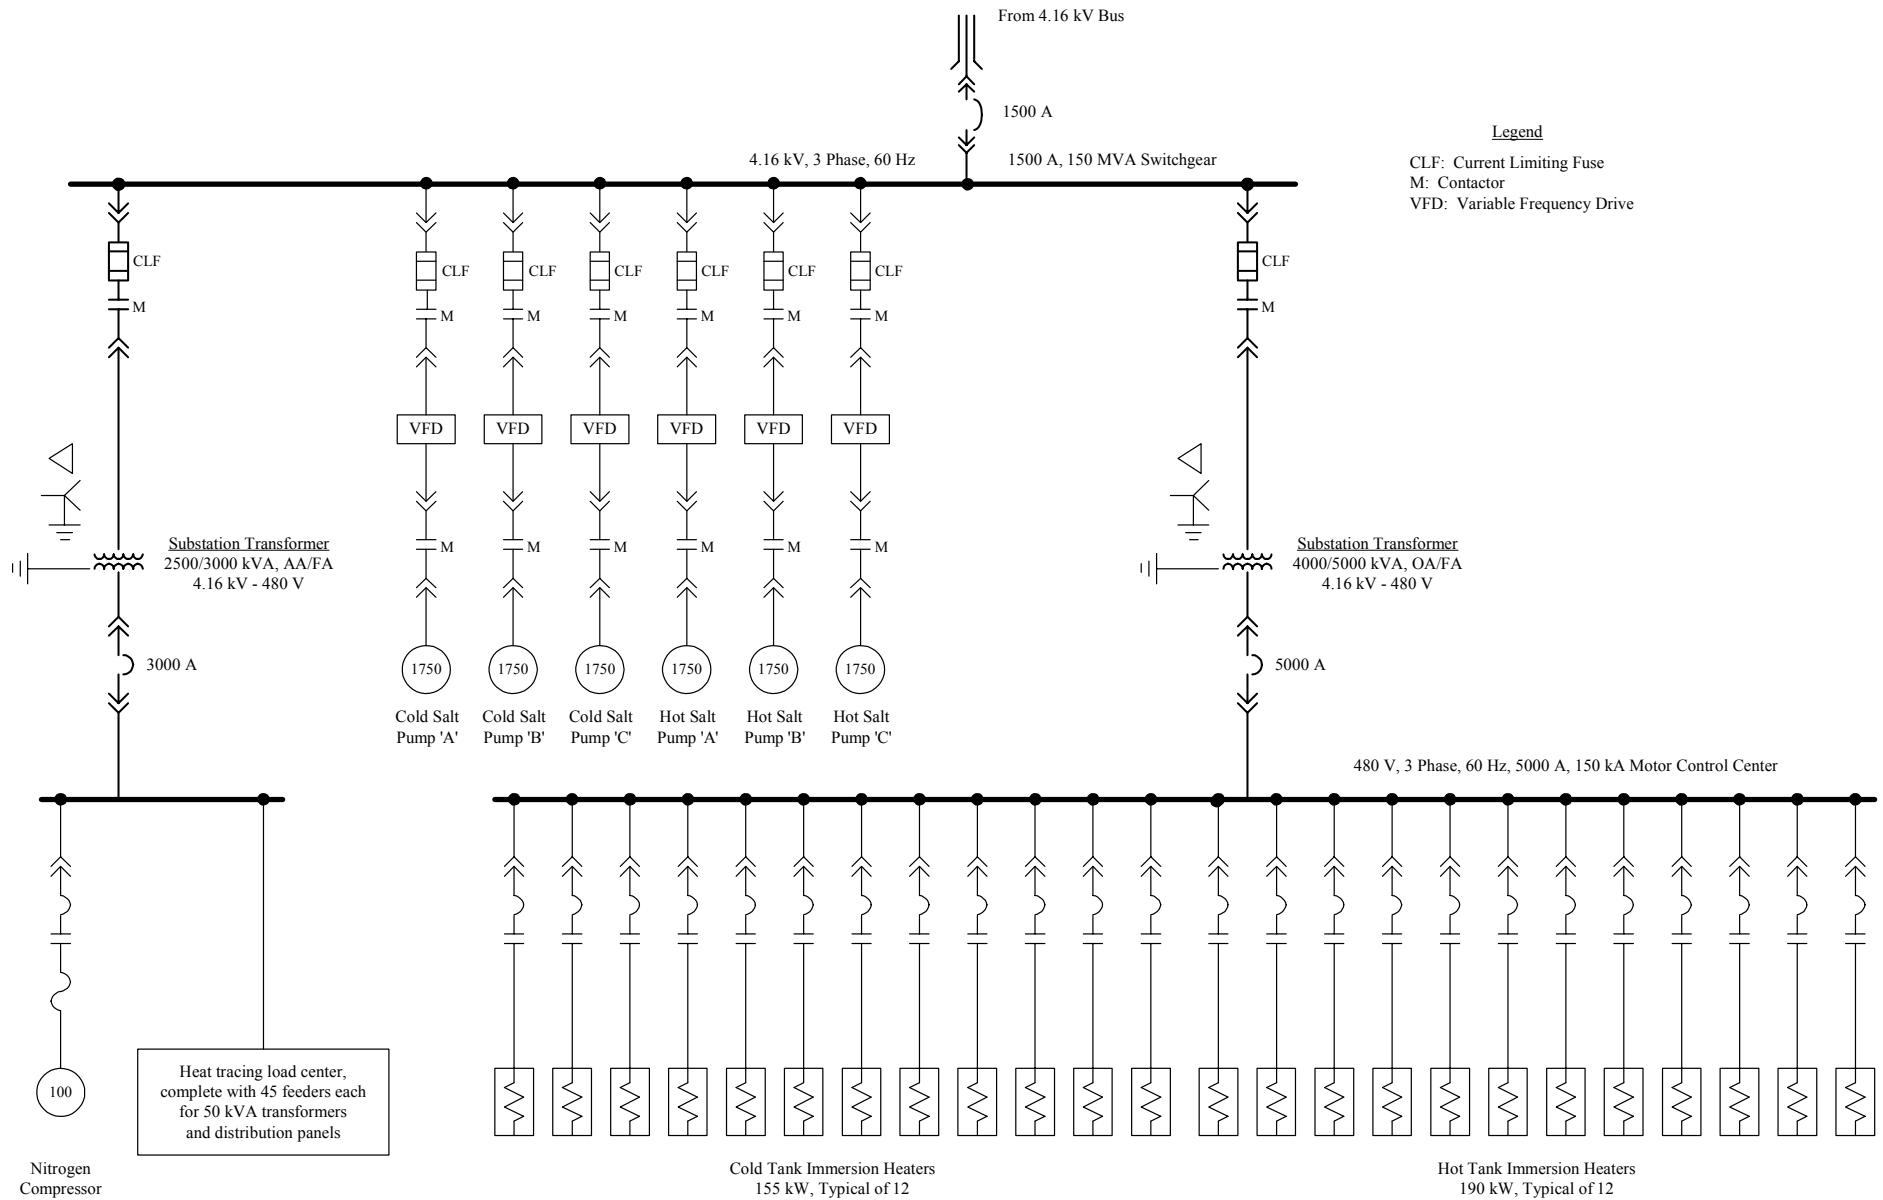 From 4.16 kV Bus
1500 A
Legend
4.16 kV, 3 Phase, 60 Hz
1500 A, 150 MVA Switchgear
CLF: Current Limiting Fuse
M: Contactor
VFD: Variable Frequency Drive
CLF
CLF
CLF
CLF
CLF
CLF
CLF
CLF
M
M
M
M
M
M
M
M
VFD
VFD
VFD
VFD
VFD
VFD
Substation Transformer
2500/3000 kVA, AA/FA
4.16 kV - 480 V
M
M
M
M
M
M
Substation Transformer
4000/5000 kVA, OA/FA
4.16 kV - 480 V
3000 A
1750
1750
1750
1750
1750
1750
5000 A
Cold Salt
Pump 'A'
Cold Salt
Pump 'B'
Cold Salt
Pump 'C'
Hot Salt
Pump 'A'
Hot Salt
Pump 'B'
Hot Salt
Pump 'C'
480 V, 3 Phase, 60 Hz, 5000 A, 150 kA Motor Control Center
100
Heat tracing load center,
complete with 45 feeders each
for 50 kVA transformers
and distribution panels
Nitrogen
Compressor
Cold Tank Immersion Heaters
155 kW, Typical of 12
Hot Tank Immersion Heaters
190 kW, Typical of 12